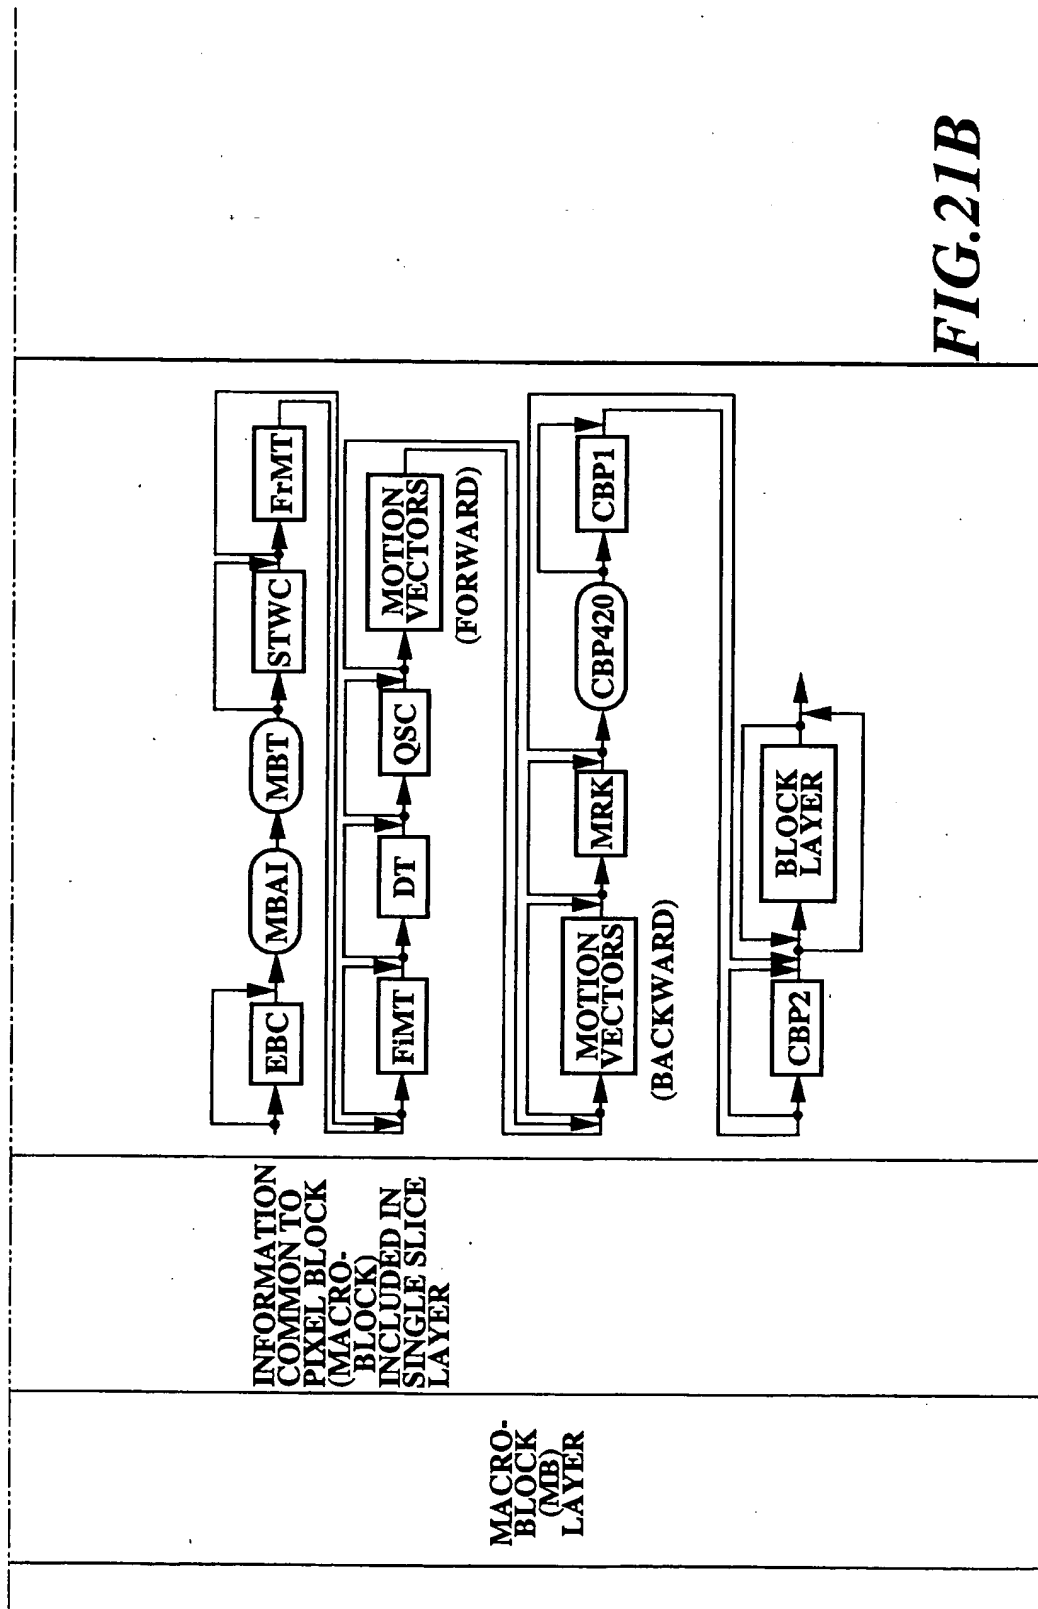 MACRO-
BLOCK
(MB)
LAYER
INFORMATION
COMMON TO
PIXEL BLOCK
(MACRO-
BLOCK)
INCLUDED IN
SINGLE SLICE
LAYER
EBC
MBAI
MBT
STWC
FrMT
FiMT
DT
QSC
MOTION
VECTORS
(FORWARD)
MOTION
VECTORS
(BACKWARD)
MRK
CBP420
CBP1
CBP2
BLOCK
LAYER
FIG.21B